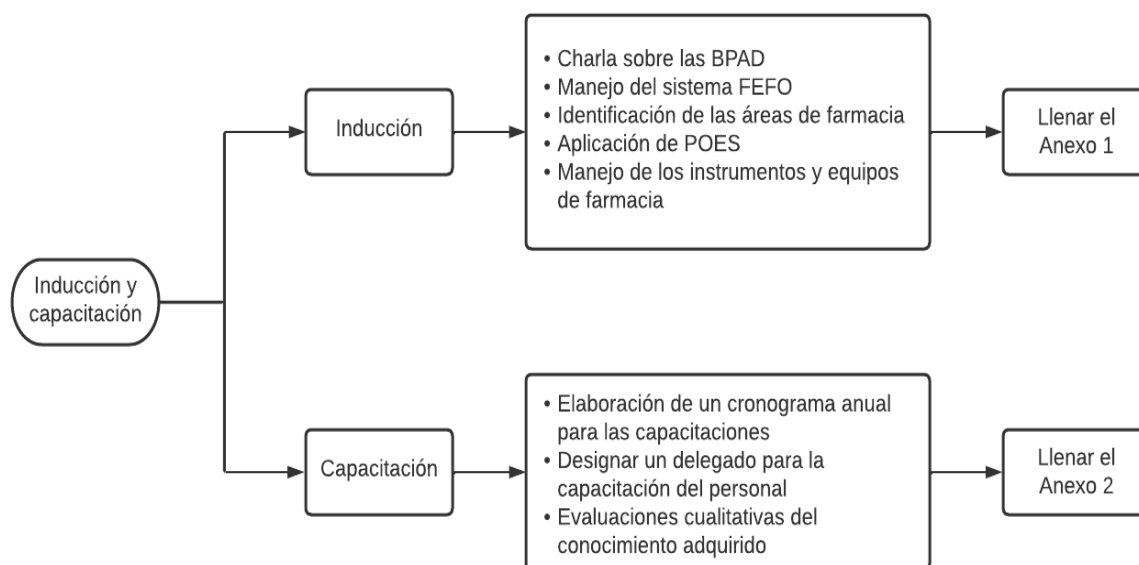 Inducción y
capacitación
Inducción
• Charla sobre las BPAD
• Manejo del sistema FEFO
• Identificación de las áreas de farmacia
• Aplicación de POES
• Manejo de los instrumentos y equipos
de farmacia
Llenar el
Anexo 1
Capacitación
• Elaboración de un cronograma anual
para las capacitaciones
• Designar un delegado para la
capacitación del personal
• Evaluaciones cualitativas del
conocimiento adquirido
Llenar el
Anexo 2